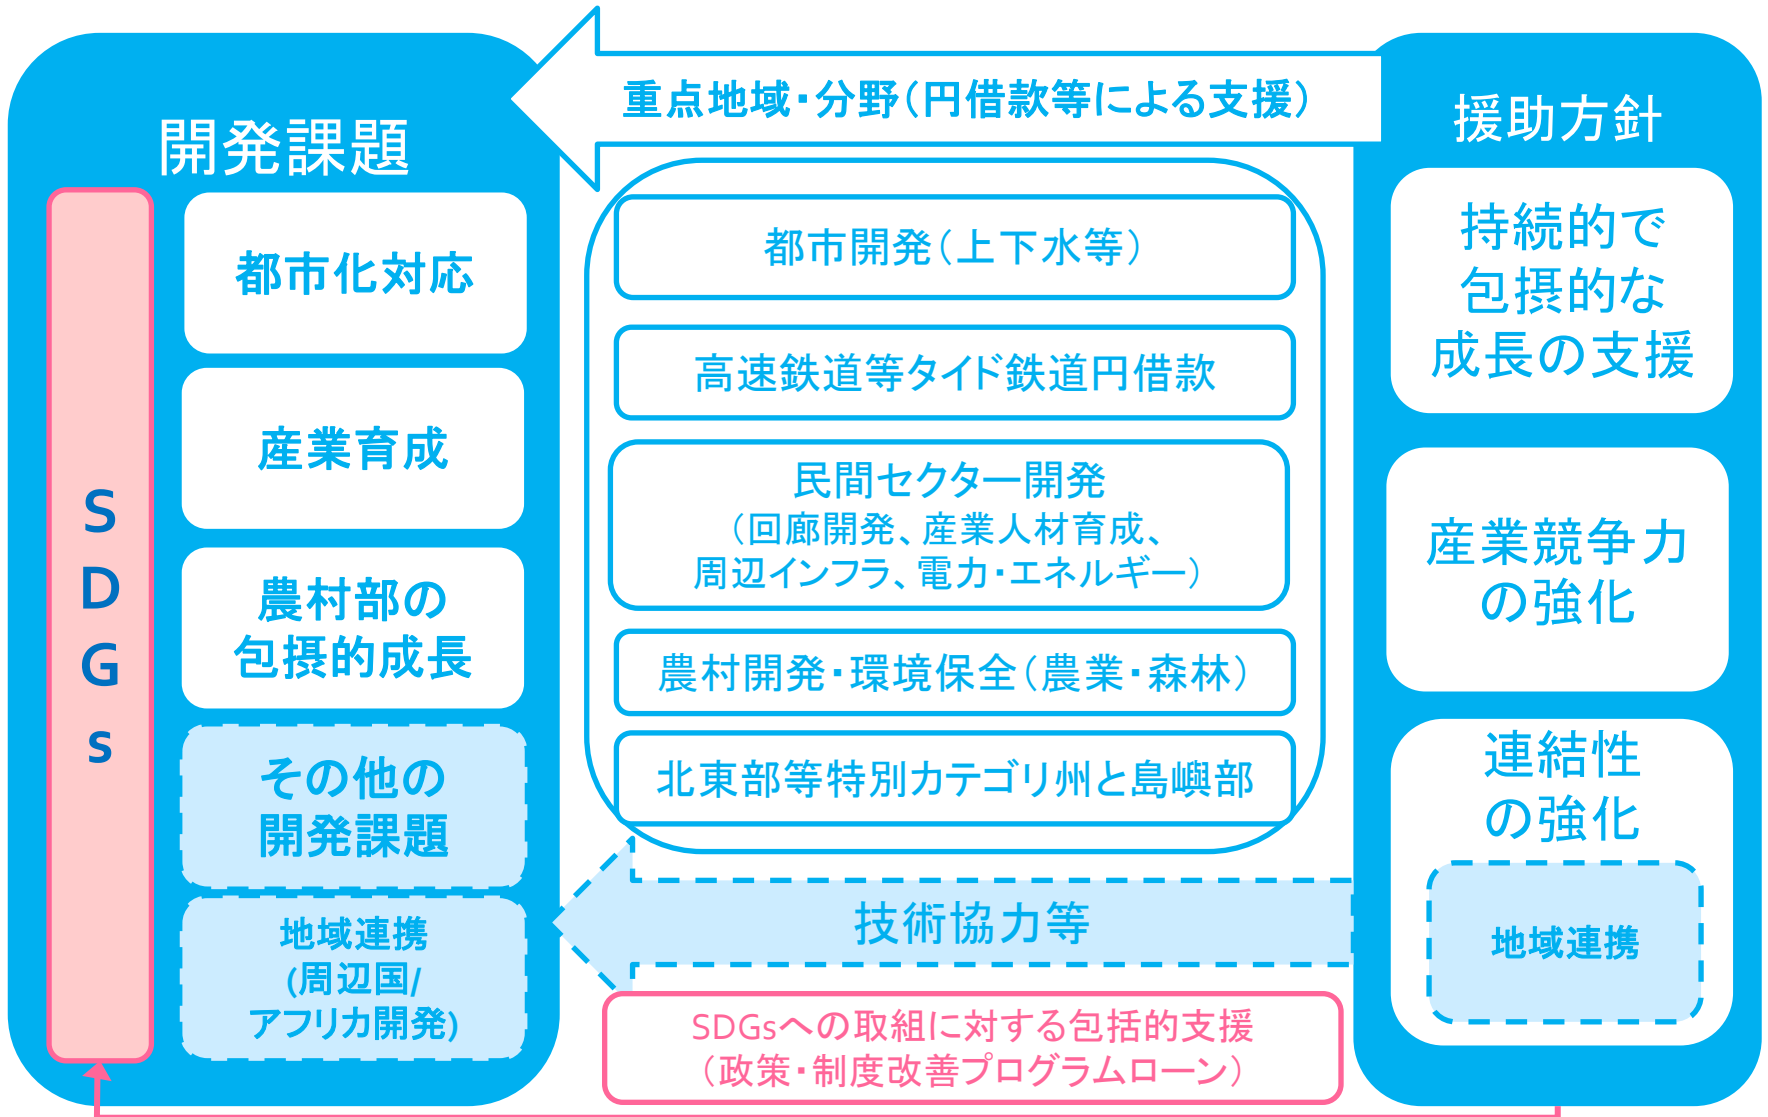 重点地域・分野（円借款等による支援）
開発課題
SDGs
都市化対応
産業育成
農村部の
包摂的成長
その他の
開発課題
地域連携
(周辺国/
アフリカ開発)
都市開発（上下水等）
高速鉄道等タイド鉄道円借款
民間セクター開発
（回廊開発、産業人材育成、
周辺インフラ、電力・エネルギー）
農村開発・環境保全（農業・森林）
北東部等特別カテゴリ州と島嶼部
技術協力等
SDGsへの取組に対する包括的支援
（政策・制度改善プログラムローン）
援助方針
持続的で
包摂的な
成長の支援
産業競争力
の強化
連結性
の強化
地域連携